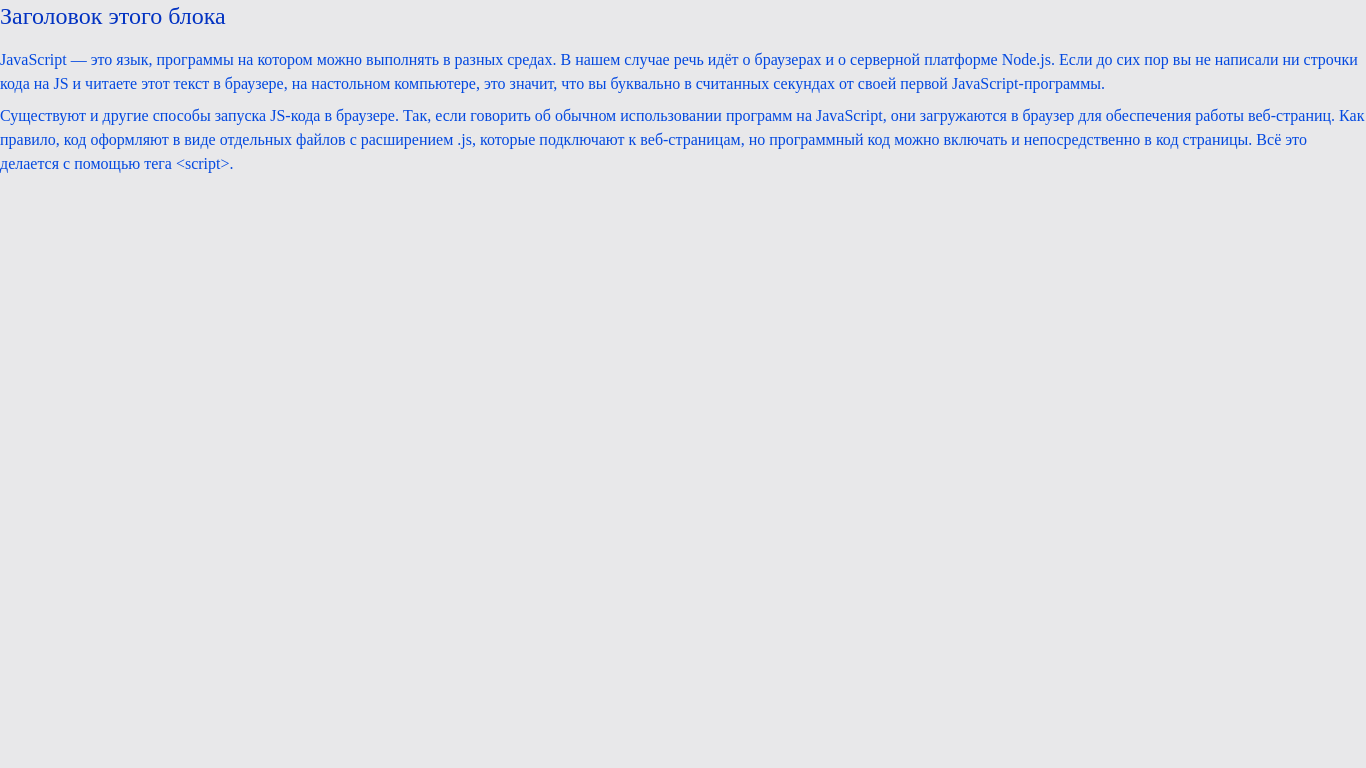 Заголовок этого блока
JavaScript — это язык, программы на котором можно выполнять в разных средах. В нашем случае речь идёт о браузерах и о серверной платформе Node.js. Если до сих пор вы не написали ни строчки
кода на JS и читаете этот текст в браузере, на настольном компьютере, это значит, что вы буквально в считанных секундах от своей первой JavaScript-программы.
Существуют и другие способы запуска JS-кода в браузере. Так, если говорить об обычном использовании программ на JavaScript, они загружаются в браузер для обеспечения работы веб-страниц. Как
правило, код оформляют в виде отдельных файлов с расширением .js, которые подключают к веб-страницам, но программный код можно включать и непосредственно в код страницы. Всё это
делается с помощью тега <script>.